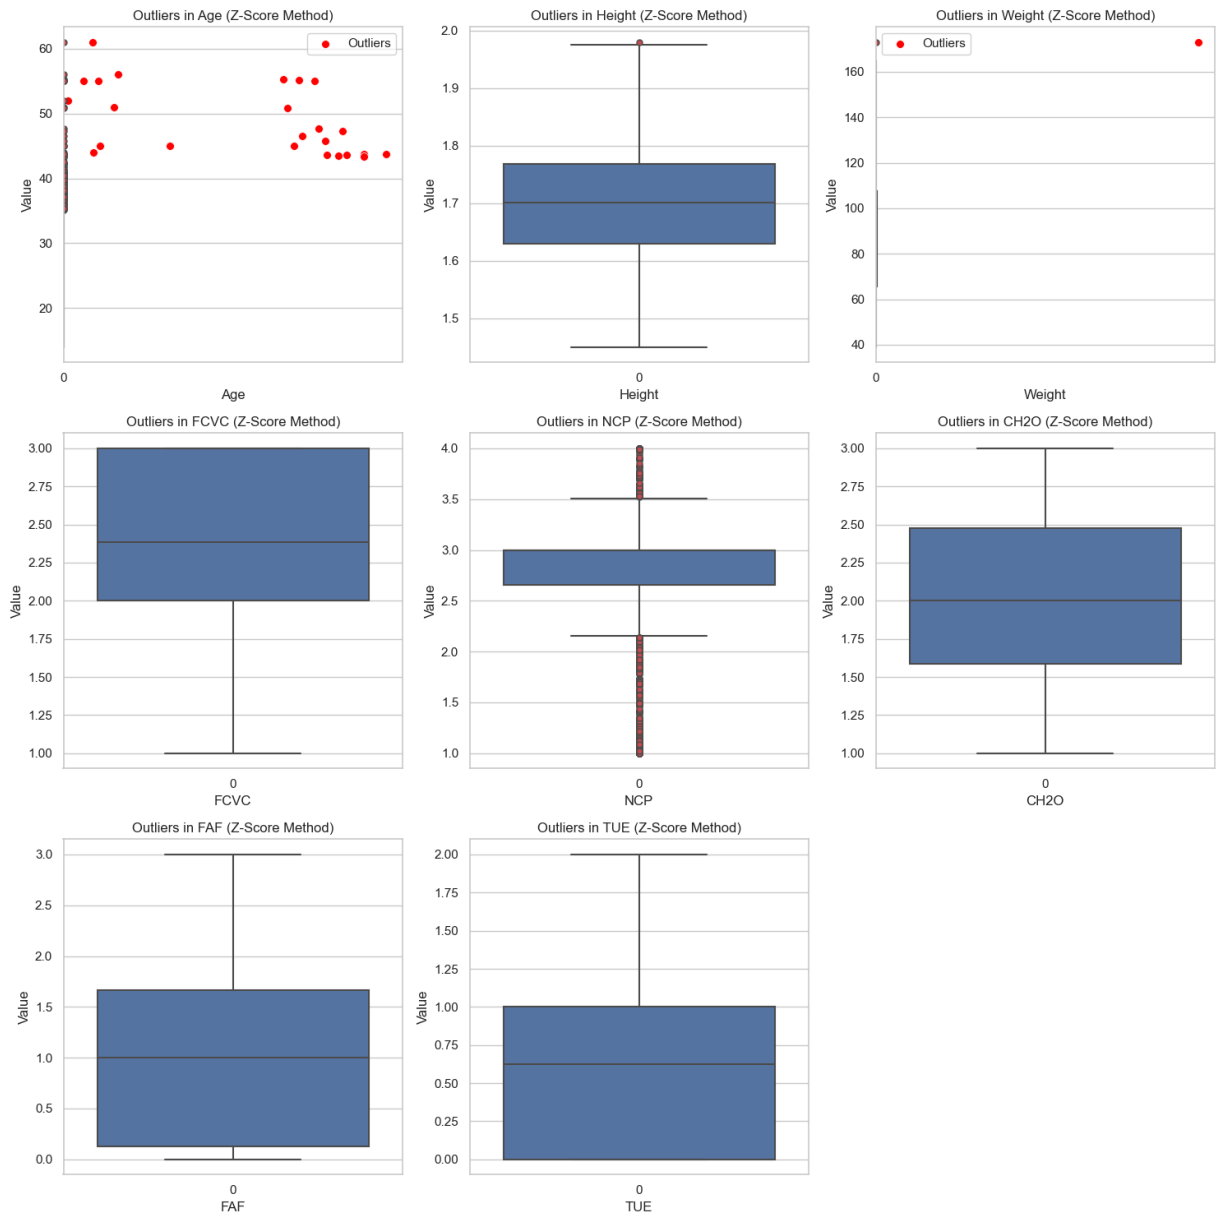 Outliers in Age (Z-Score Method)
Outliers
60
50
40
30
20
Value
0
Age
Outliers in Height (Z-Score Method)
2.0
1.9
1.8
1.7
1.6
1.5
Value
0
Height
Outliers in Weight (Z-Score Method)
Outliers
160
140
120
100
80
60
40
Value
0
Weight
Outliers in FCVC (Z-Score Method)
3.00
2.75
2.50
2.25
2.00
1.75
1.50
1.25
1.00
Value
0
FCVC
Outliers in NCP (Z-Score Method)
4.0
3.5
3.0
2.5
2.0
1.5
1.0
Value
0
NCP
Outliers in CH2O (Z-Score Method)
3.00
2.75
2.50
2.25
2.00
1.75
1.50
1.25
1.00
Value
0
CH2O
Outliers in FAF (Z-Score Method)
3.0
2.5
2.0
1.5
1.0
0.5
0.0
Value
0
FAF
Outliers in TUE (Z-Score Method)
2.00
1.75
1.50
1.25
1.00
0.75
0.50
0.25
0.00
Value
0
TUE